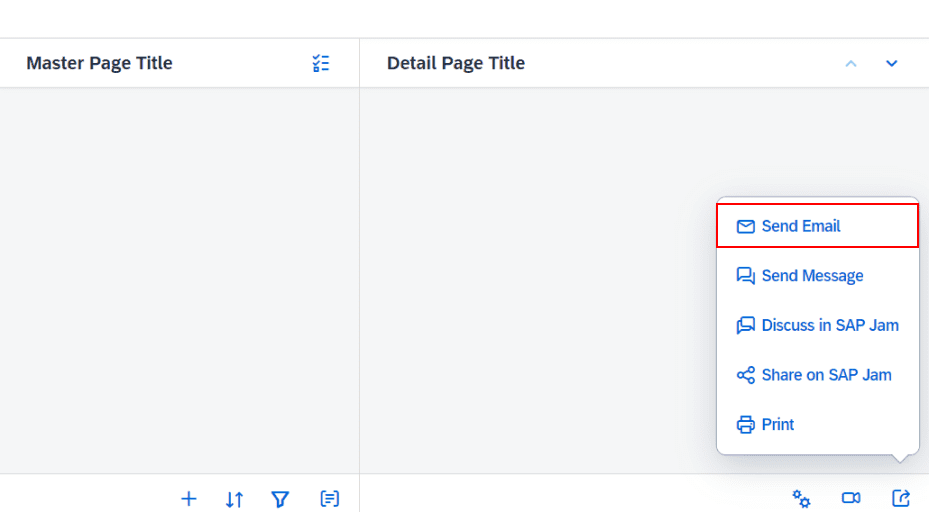 Master Page Title
Detail Page Title
Send Email
Send Message
Discuss in SAP Jam
Share on SAP Jam
Print